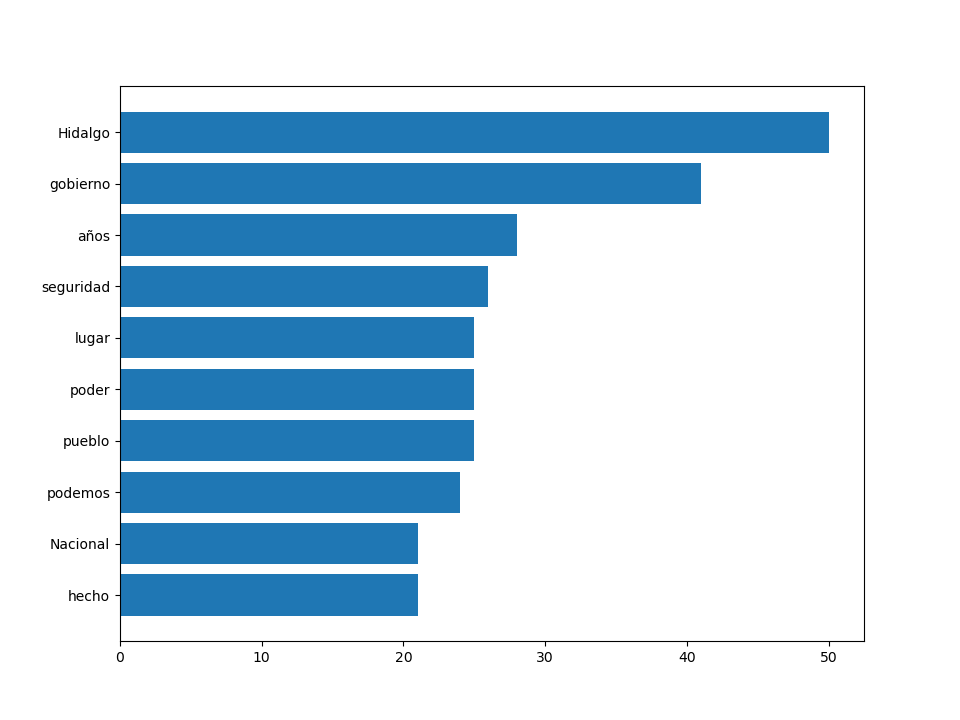 Hidalgo
gobierno
años
seguridad
lugar
poder
pueblo
podemos
Nacional
hecho
0 10 20 30 40 50